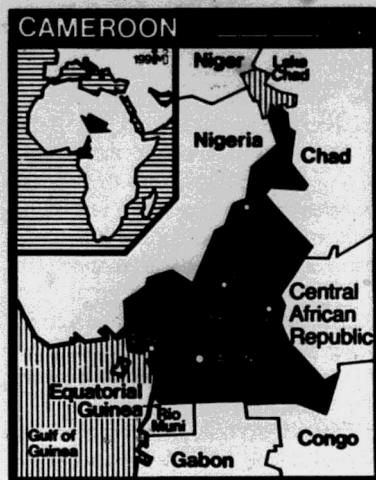 CAMEROON
Niger
Lake
Chad
Nigeria
Chad
Central
African
Republic
Equatorial
Guinea
Rio
Muni
Gulf of
Guinea
Gabon
Congo